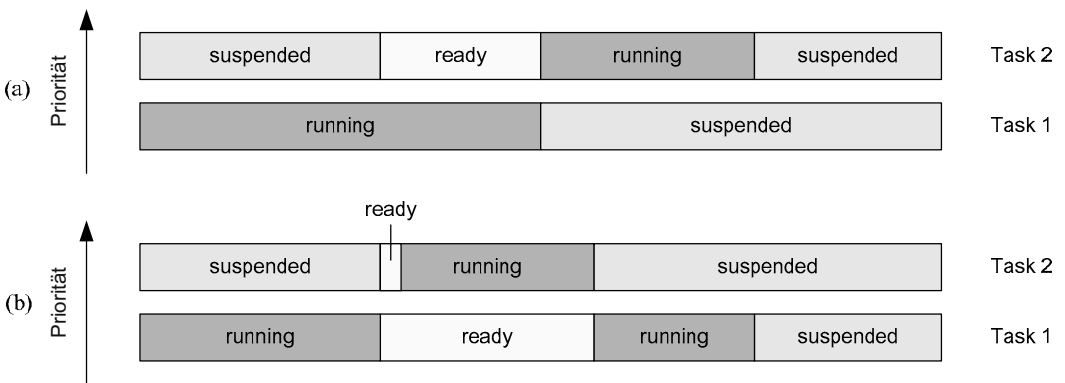 suspended ready running suspended Task 2
(a) Priorität
running suspended Task 1
ready
suspended running suspended Task 2
(b) Priorität
running ready running suspended Task 1